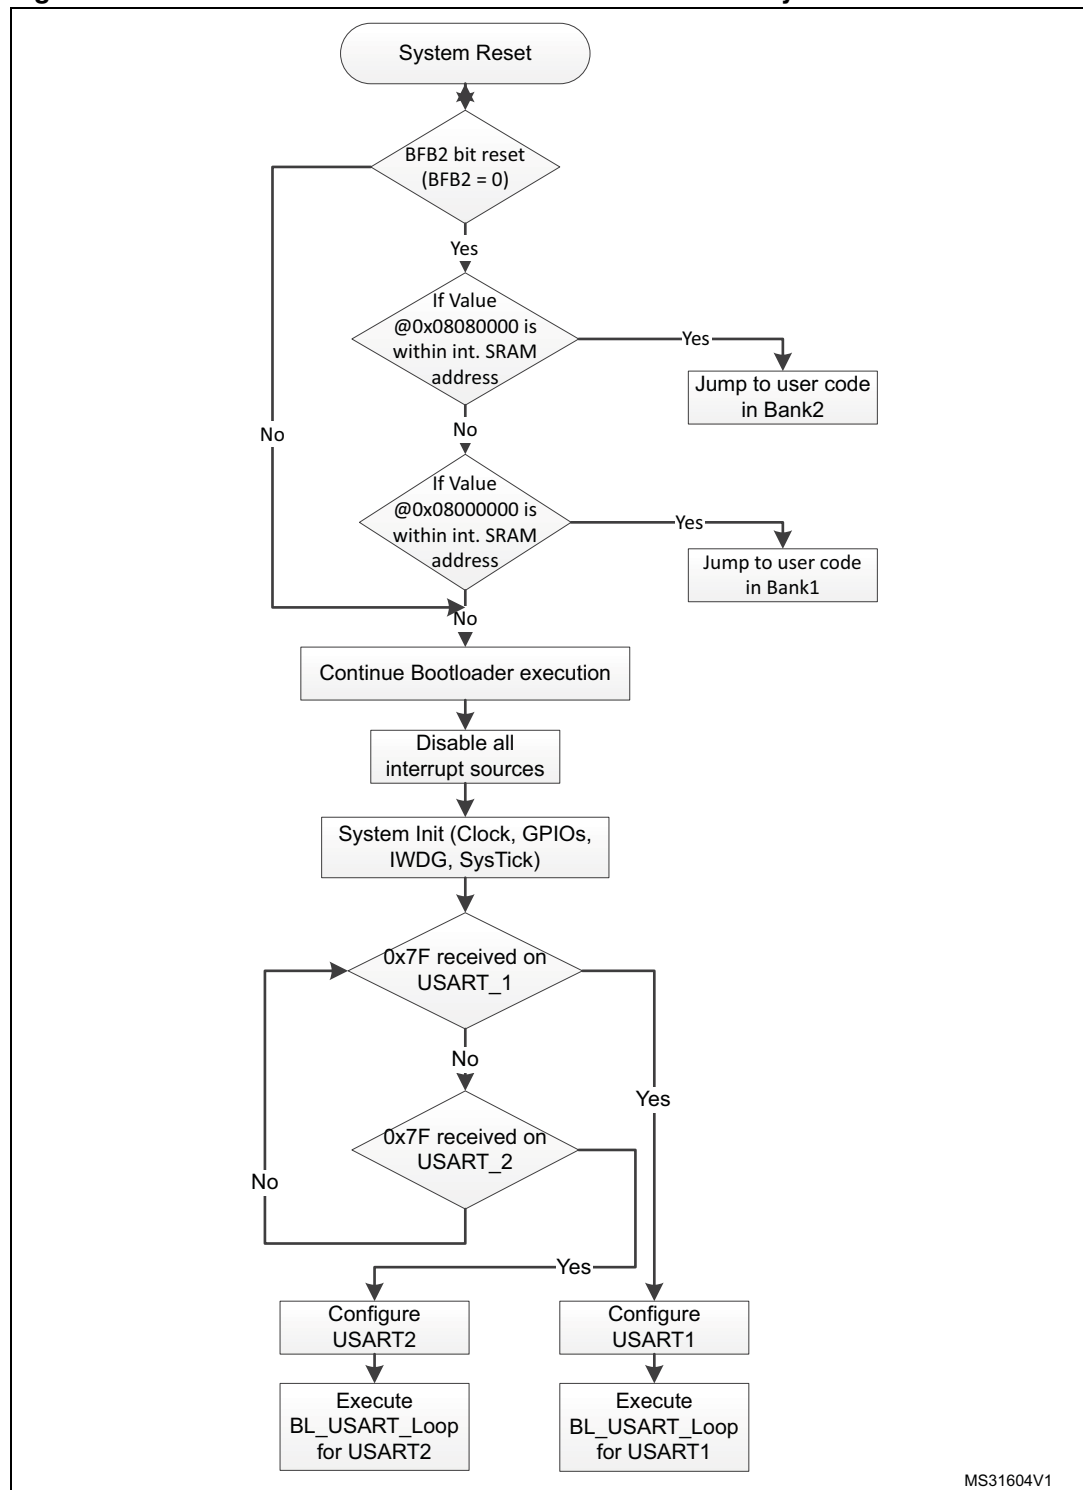 System Reset
BFB2 bit reset
(BFB2 = 0)
Yes
If Value
@0x08080000 is
within int. SRAM
address
Yes
Jump to user code
in Bank2
No
No
If Value
@0x08000000 is
within int. SRAM
address
Yes
Jump to user code
in Bank1
No
Continue Bootloader execution
Disable all
interrupt sources
System Init (Clock, GPIOs,
IWDG, SysTick)
0x7F received on
USART_1
No
Yes
0x7F received on
USART_2
No
Yes
Configure
USART2
Configure
USART1
Execute
BL_USART_Loop
for USART2
Execute
BL_USART_Loop
for USART1
MS31604V1